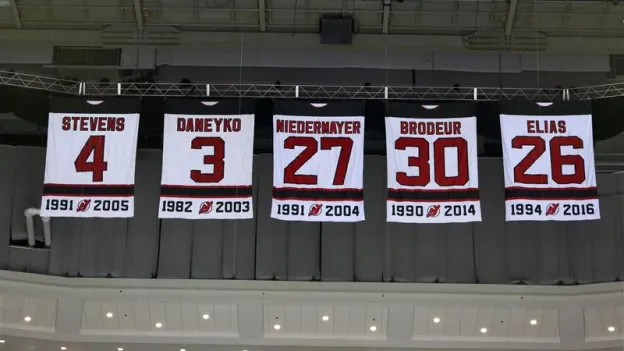 STEVENS
4
1991 2005
DANEYKO
3
1982 2003
NIEDERMAYER
27
1991 2004
BRODEUR
30
1990 2014
ELIAS
26
1994 2016